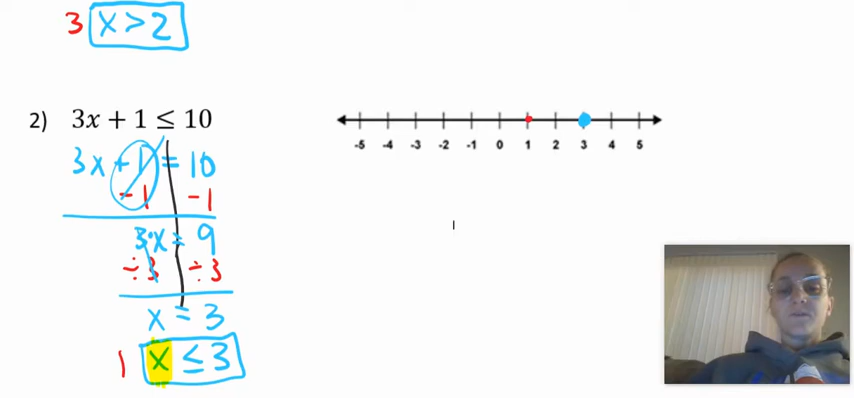 3 x > 2
2) 3x + 1 ≤ 10
3x + 1 = 10
- 1 - 1
3·x = 9
÷ 3 ÷ 3
x = 3
1 x ≤ 3
-5 -4 -3 -2 -1 0 1 2 3 4 5